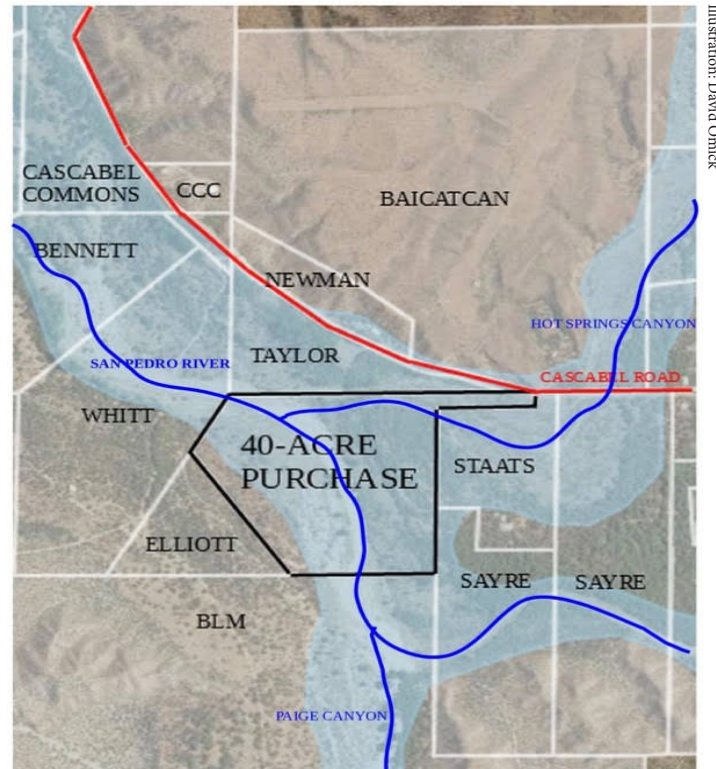 Illustration: David Omick
CASCABEL
COMMONS
CCC
BAICATCAN
BENNETT
NEWMAN
HOT SPRINGS CANYON
SAN PEDRO RIVER
TAYLOR
CASCABEL ROAD
WHITT
40-ACRE
PURCHASE
STAATS
ELLIOTT
SAYRE
SAYRE
BLM
PAIGE CANYON